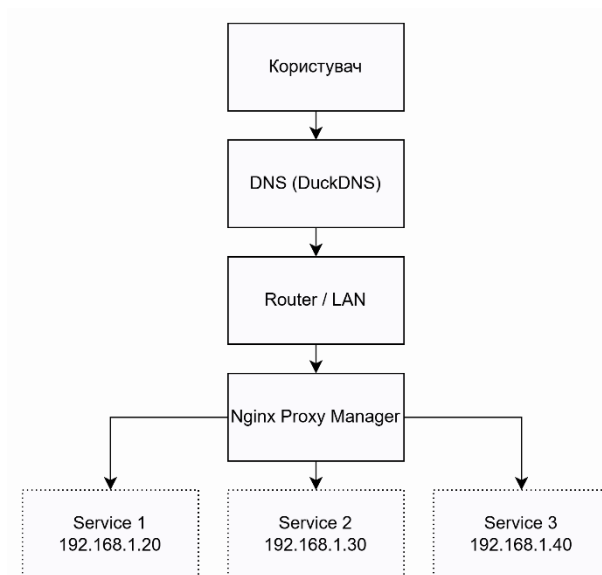 Користувач
DNS (DuckDNS)
Router / LAN
Nginx Proxy Manager
Service 1
192.168.1.20
Service 2
192.168.1.30
Service 3
192.168.1.40